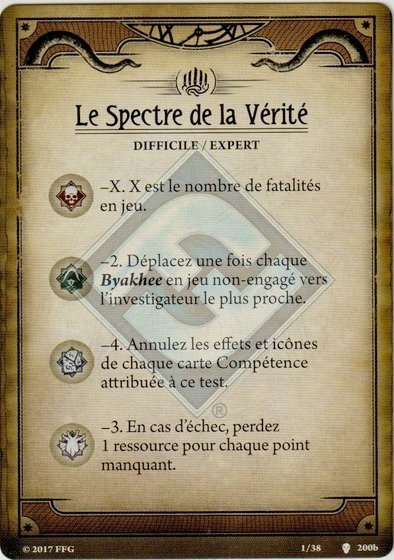 Le Spectre de la Vérité
DIFFICILE / EXPERT
–X. X est le nombre de fatalités
en jeu.
–2. Déplacez une fois chaque
Byakhee en jeu non-engagé vers
l'investigateur le plus proche.
–4. Annulez les effets et icônes
de chaque carte Compétence
attribuée à ce test.
®
–3. En cas d'échec, perdez
1 ressource pour chaque point
manquant.
© 2017 FFG 1/38 200b